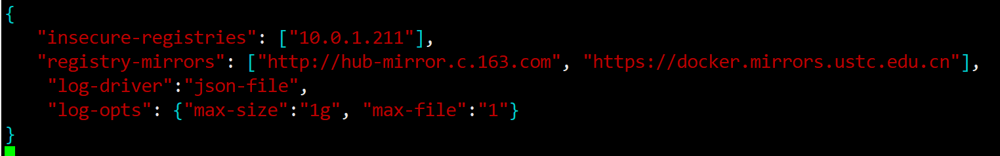 {
"insecure-registries": ["10.0.1.211"],
"registry-mirrors": ["http://hub-mirror.c.163.com", "https://docker.mirrors.ustc.edu.cn"],
"log-driver":"json-file",
"log-opts": {"max-size":"1g", "max-file":"1"}
}